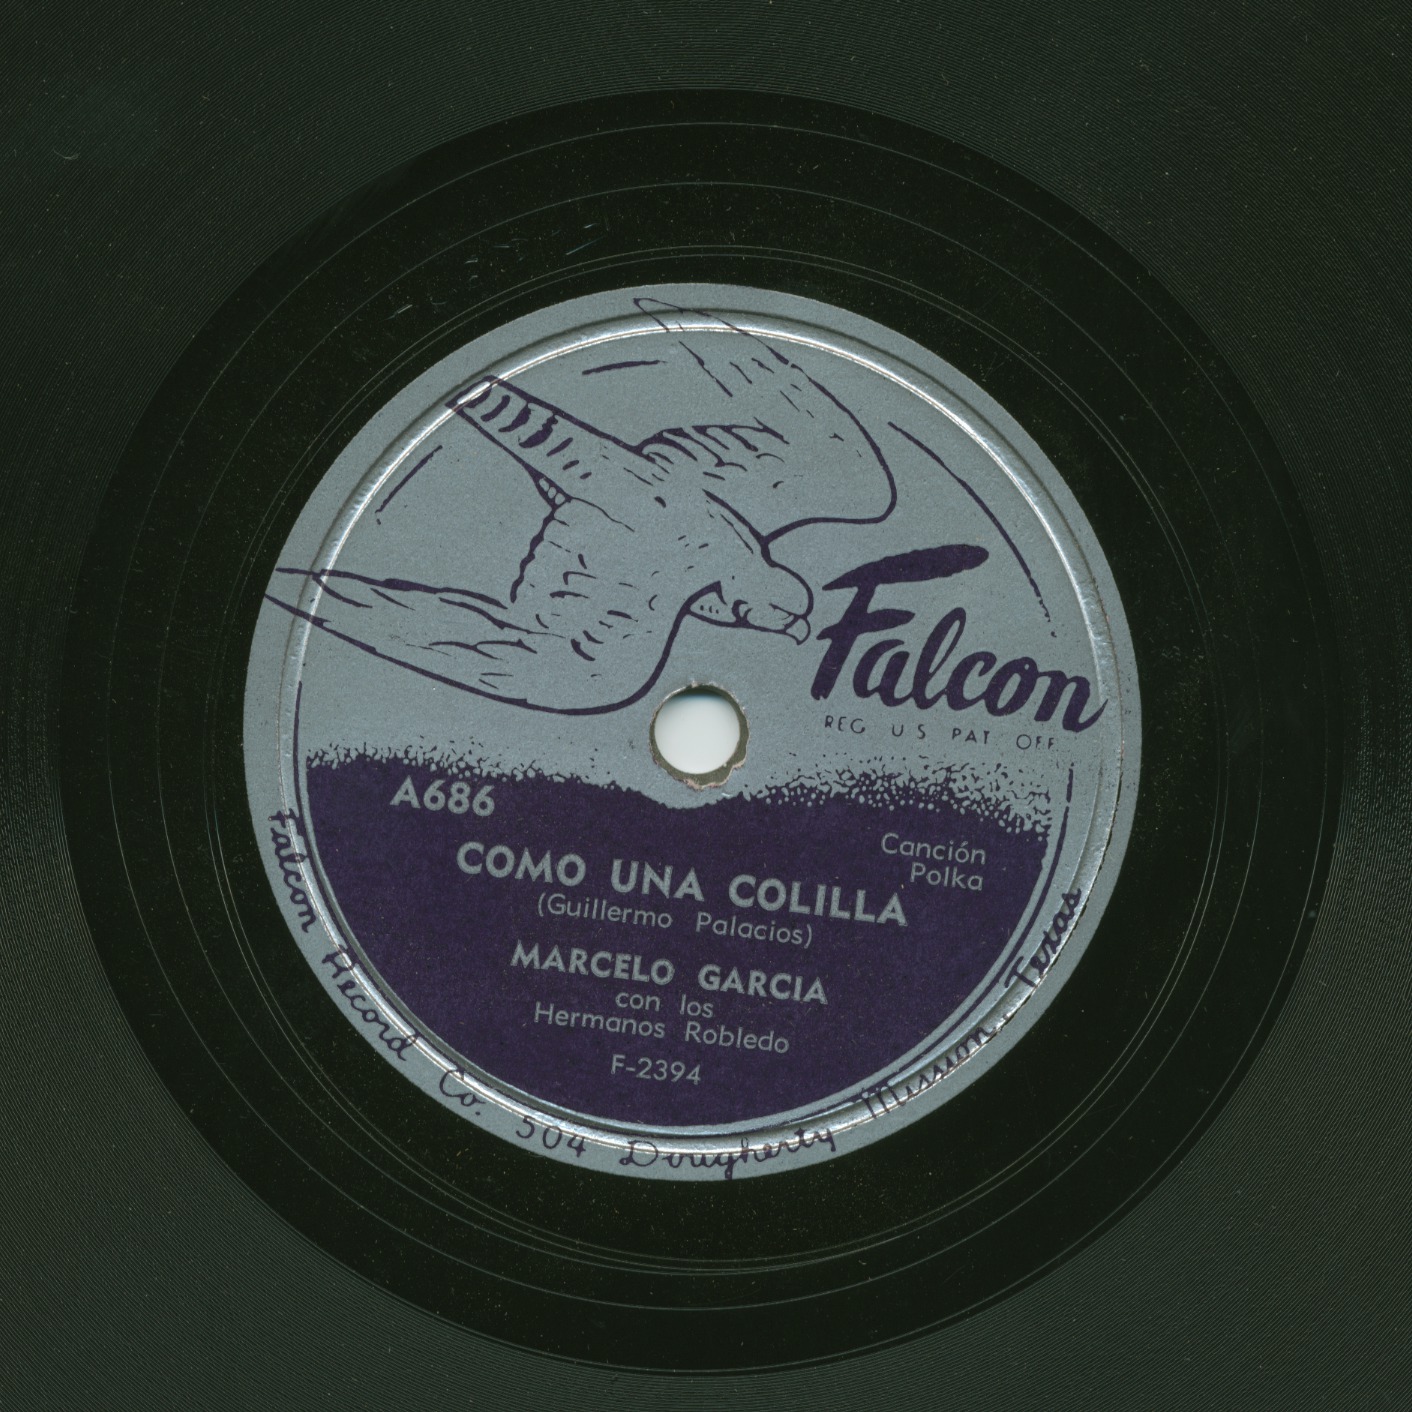 Falcon
REG US PAT OFF
A686
Canción
Polka
COMO UNA COLILLA
(Guillermo Palacios)
MARCELO GARCIA
con los
Hermanos Robledo
F-2394
Falcon Record Co. 504 Dougherty Mission - Texas